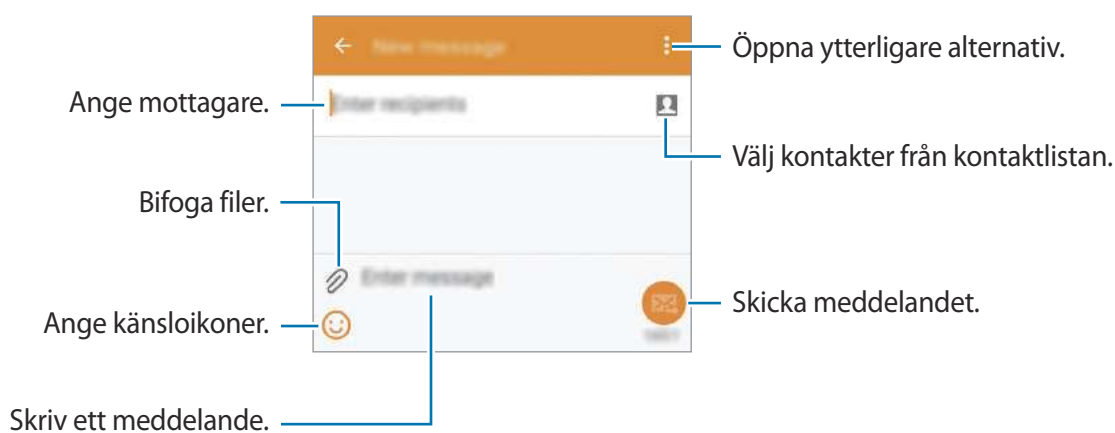 New message
Öppna ytterligare alternativ.
Ange mottagare.
Enter recipients
Välj kontakter från kontaktlistan.
Bifoga filer.
Enter message
Skicka meddelandet.
Ange känsloikoner.
Skriv ett meddelande.